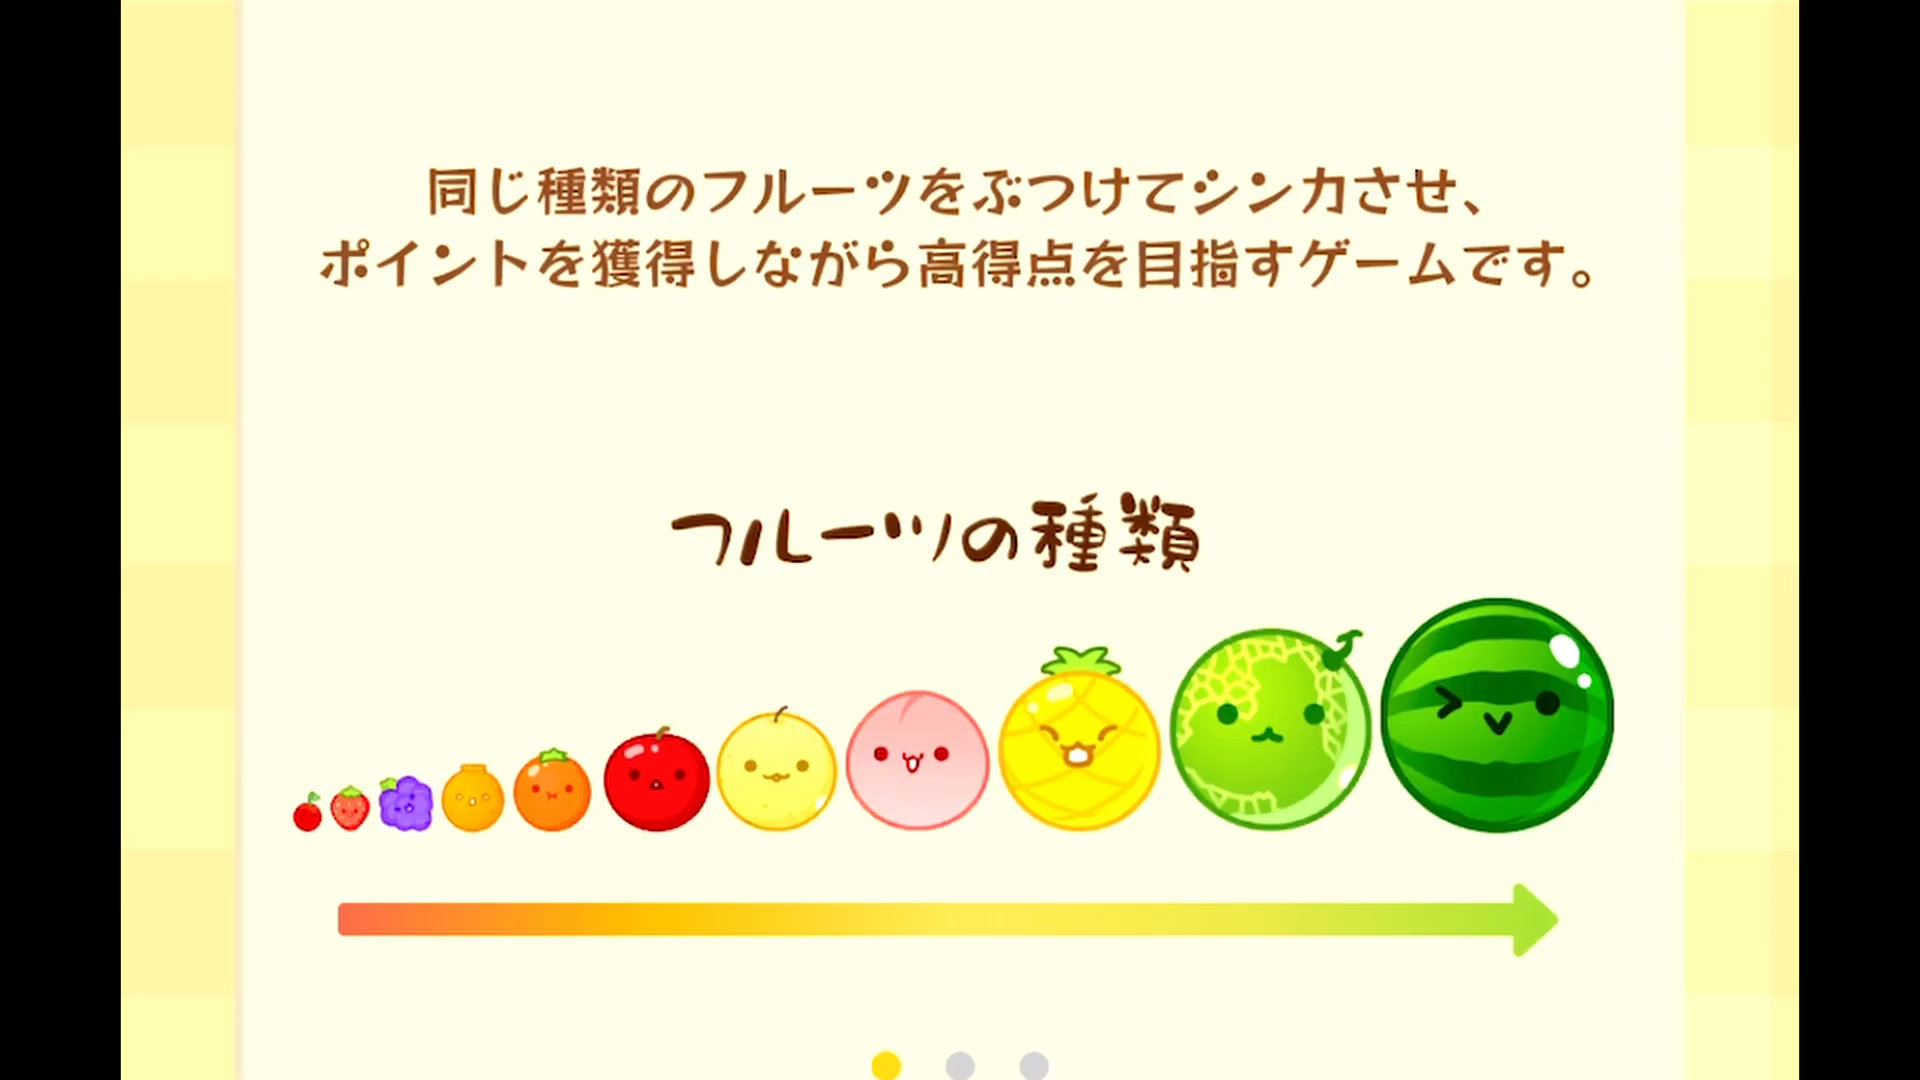 同じ種類のフルーツをぶつけてシンカさせ、
ポイントを獲得しながら高得点を目指すゲームです。
フルーツの種類